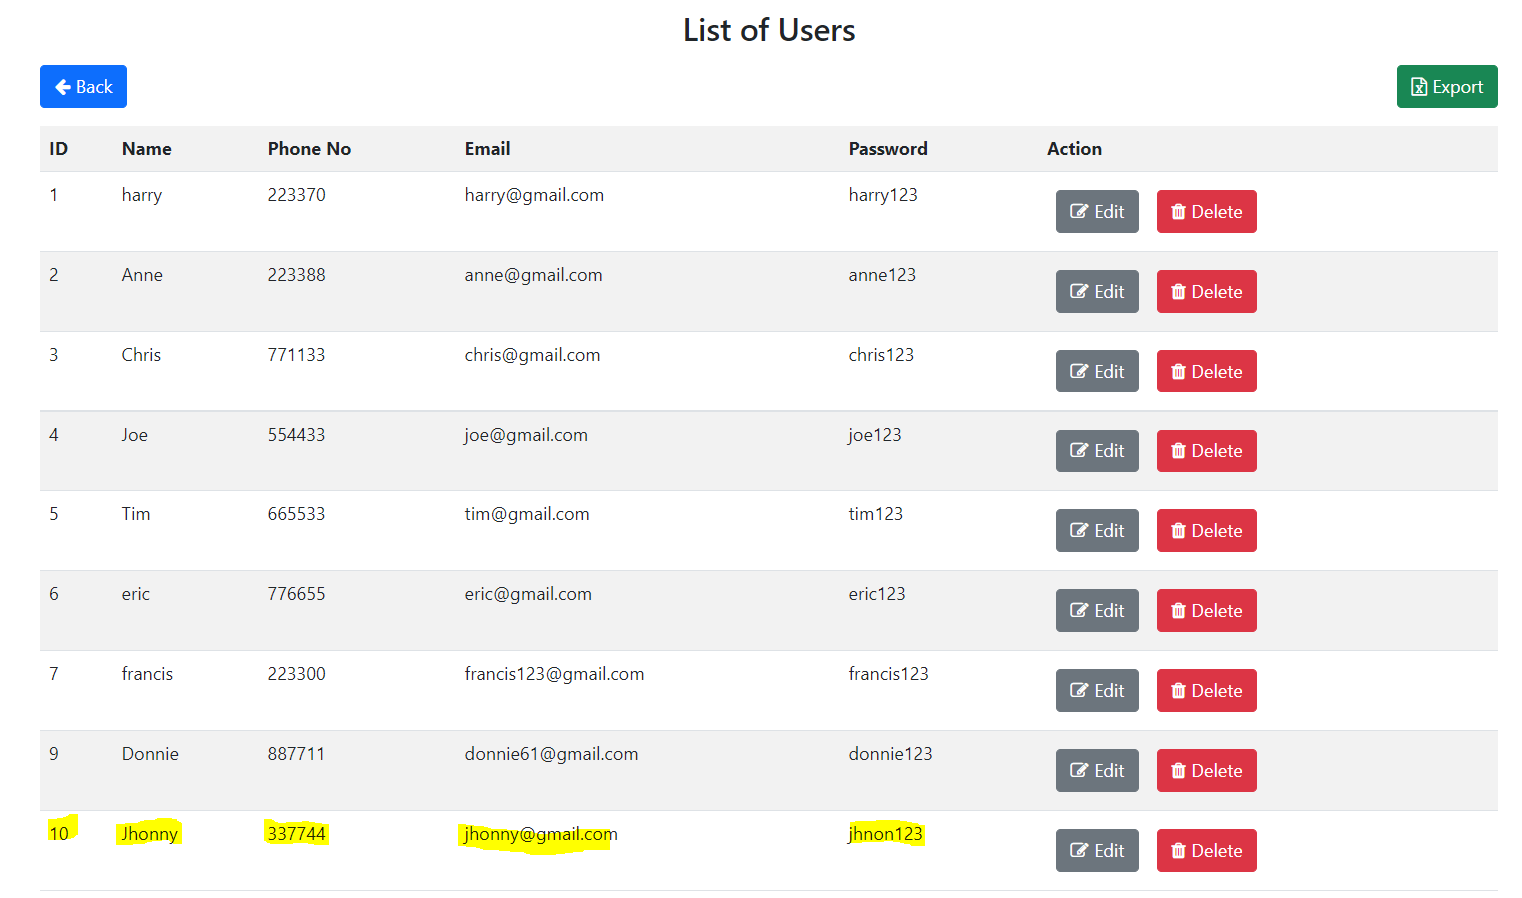 List of Users
Back Export
ID Name Phone No Email Password Action
1 harry 223370 harry@gmail.com harry123 Edit Delete
2 Anne 223388 anne@gmail.com anne123 Edit Delete
3 Chris 771133 chris@gmail.com chris123 Edit Delete
4 Joe 554433 joe@gmail.com joe123 Edit Delete
5 Tim 665533 tim@gmail.com tim123 Edit Delete
6 eric 776655 eric@gmail.com eric123 Edit Delete
7 francis 223300 francis123@gmail.com francis123 Edit Delete
9 Donnie 887711 donnie61@gmail.com donnie123 Edit Delete
10 Jhonny 337744 jhonny@gmail.com jhnon123 Edit Delete